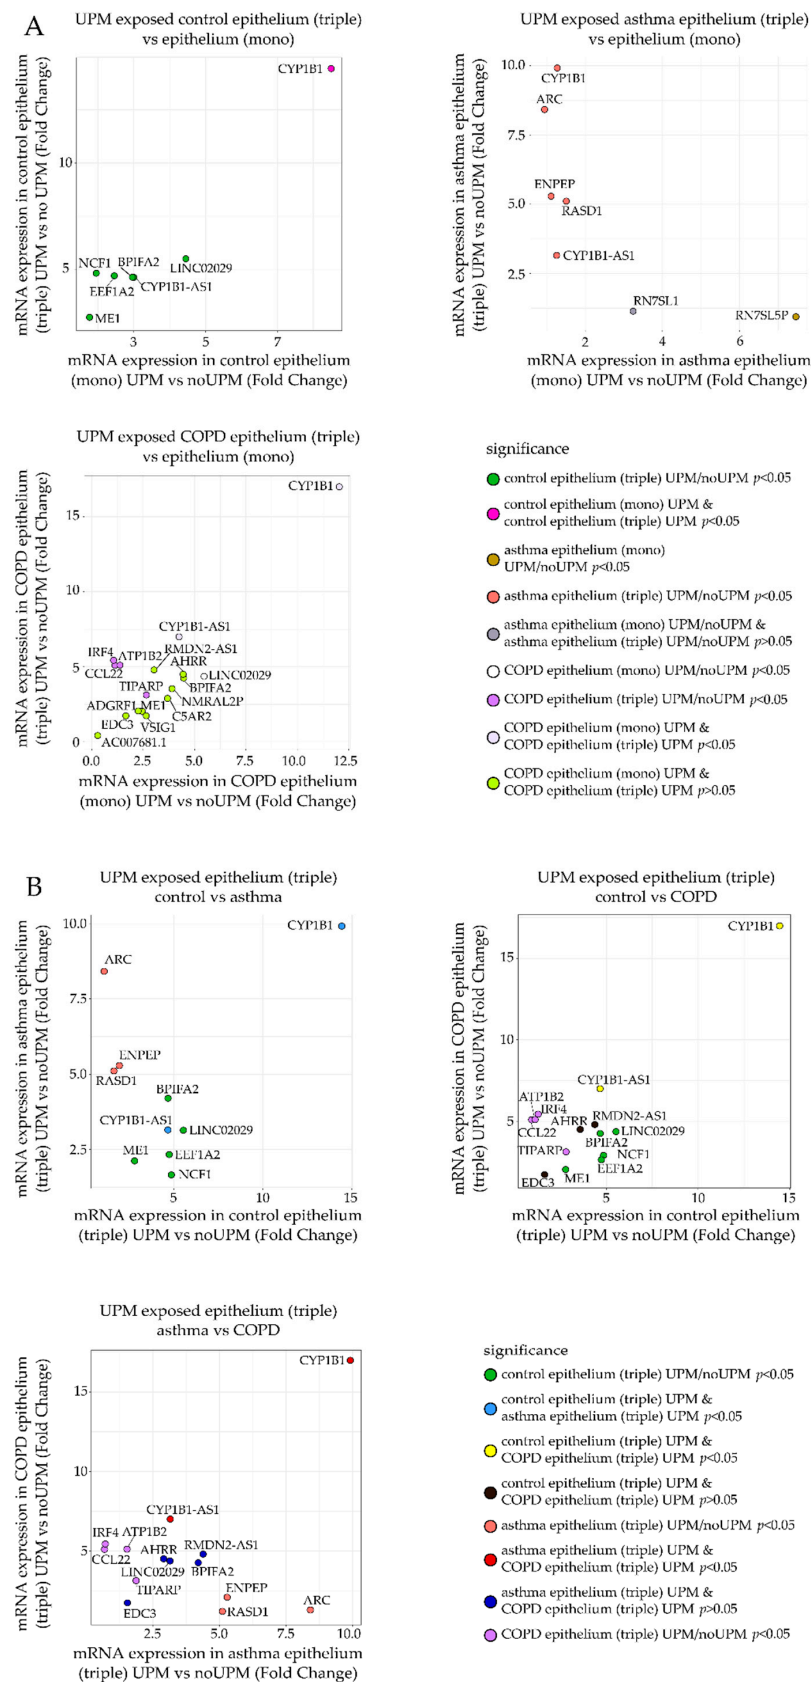 A
UPM exposed control epithelium (triple)
vs epithelium (mono)
mRNA expression in control epithelium
(triple) UPM vs no UPM (Fold Change)
10
5
CYP1B1
NCF1
BPIFA2
LINC02029
EEF1A2
CYP1B1-AS1
ME1
3
5
7
mRNA expression in control epithelium
(mono) UPM vs noUPM (Fold Change)
UPM exposed asthma epithelium (triple)
vs epithelium (mono)
mRNA expression in asthma epithelium
(triple) UPM vs noUPM (Fold Change)
10.0
7.5
5.0
2.5
CYP1B1
ARC
ENPEP
RASD1
CYP1B1-AS1
RN7SL1
RN7SL5P
2
4
6
mRNA expression in asthma epithelium
(mono) UPM vs noUPM (Fold Change)
UPM exposed COPD epithelium (triple)
vs epithelium (mono)
mRNA expression in COPD epithelium
(triple) UPM vs noUPM (Fold Change)
15
10
5
0
CYP1B1
CYP1B1-AS1
IRF4
ATP1B2
RMDN2-AS1
AHRR
CCL22
LINC02029
TIPARP
BPIFA2
NMRAL2P
ADGRF1
ME1
C5AR2
EDC3
VSIG1
AC007681.1
0.0
2.5
5.0
7.5
10.0
12.5
mRNA expression in COPD epithelium
(mono) UPM vs noUPM (Fold Change)
significance
control epithelium (triple) UPM/noUPM p<0.05
control epithelium (mono) UPM &
control epithelium (triple) UPM p<0.05
asthma epithelium (mono)
UPM/noUPM p<0.05
asthma epithelium (triple) UPM/noUPM p<0.05
asthma epithelium (mono) UPM/noUPM &
asthma epithelium (triple) UPM/noUPM p>0.05
COPD epithelium (mono) UPM/noUPM p<0.05
COPD epithelium (triple) UPM/noUPM p<0.05
COPD epithelium (mono) UPM &
COPD epithelium (triple) UPM p<0.05
COPD epithelium (mono) UPM &
COPD epithelium (triple) UPM p>0.05
B
UPM exposed epithelium (triple)
control vs asthma
mRNA expression in asthma epithelium
(triple) UPM vs noUPM (Fold Change)
10.0
7.5
5.0
2.5
CYP1B1
ARC
ENPEP
RASD1
BPIFA2
CYP1B1-AS1
LINC02029
ME1
EEF1A2
NCF1
5
10
15
mRNA expression in control epithelium
(triple) UPM vs noUPM (Fold Change)
UPM exposed epithelium (triple)
control vs COPD
mRNA expression in COPD epithelium
(triple) UPM vs noUPM (Fold Change)
15
10
5
CYP1B1
CYP1B1-AS1
ATP1B2
IRF4
RMDN2-AS1
AHRR
LINC02029
CCL22
BPIFA2
TIPARP
NCF1
EEF1A2
ME1
EDC3
5
10
15
mRNA expression in control epithelium
(triple) UPM vs noUPM (Fold Change)
UPM exposed epithelium (triple)
asthma vs COPD
mRNA expression in COPD epithelium
(triple) UPM vs noUPM (Fold Change)
15
10
5
CYP1B1
CYP1B1-AS1
IRF4
ATP1B2
AHRR
RMDN2-AS1
CCL22
LINC02029
BPIFA2
TIPARP
ENPEP
ARC
EDC3
RASD1
2.5
5.0
7.5
10.0
mRNA expression in asthma epithelium
(triple) UPM vs noUPM (Fold Change)
significance
control epithelium (triple) UPM/noUPM p<0.05
control epithelium (triple) UPM &
asthma epithelium (triple) UPM p<0.05
control epithelium (triple) UPM &
COPD epithelium (triple) UPM p<0.05
control epithelium (triple) UPM &
COPD epithelium (triple) UPM p>0.05
asthma epithelium (triple) UPM/noUPM p<0.05
asthma epithelium (triple) UPM &
COPD epithelium (triple) UPM p<0.05
asthma epithelium (triple) UPM &
COPD epithelium (triple) UPM p>0.05
COPD epithelium (triple) UPM/noUPM p<0.05